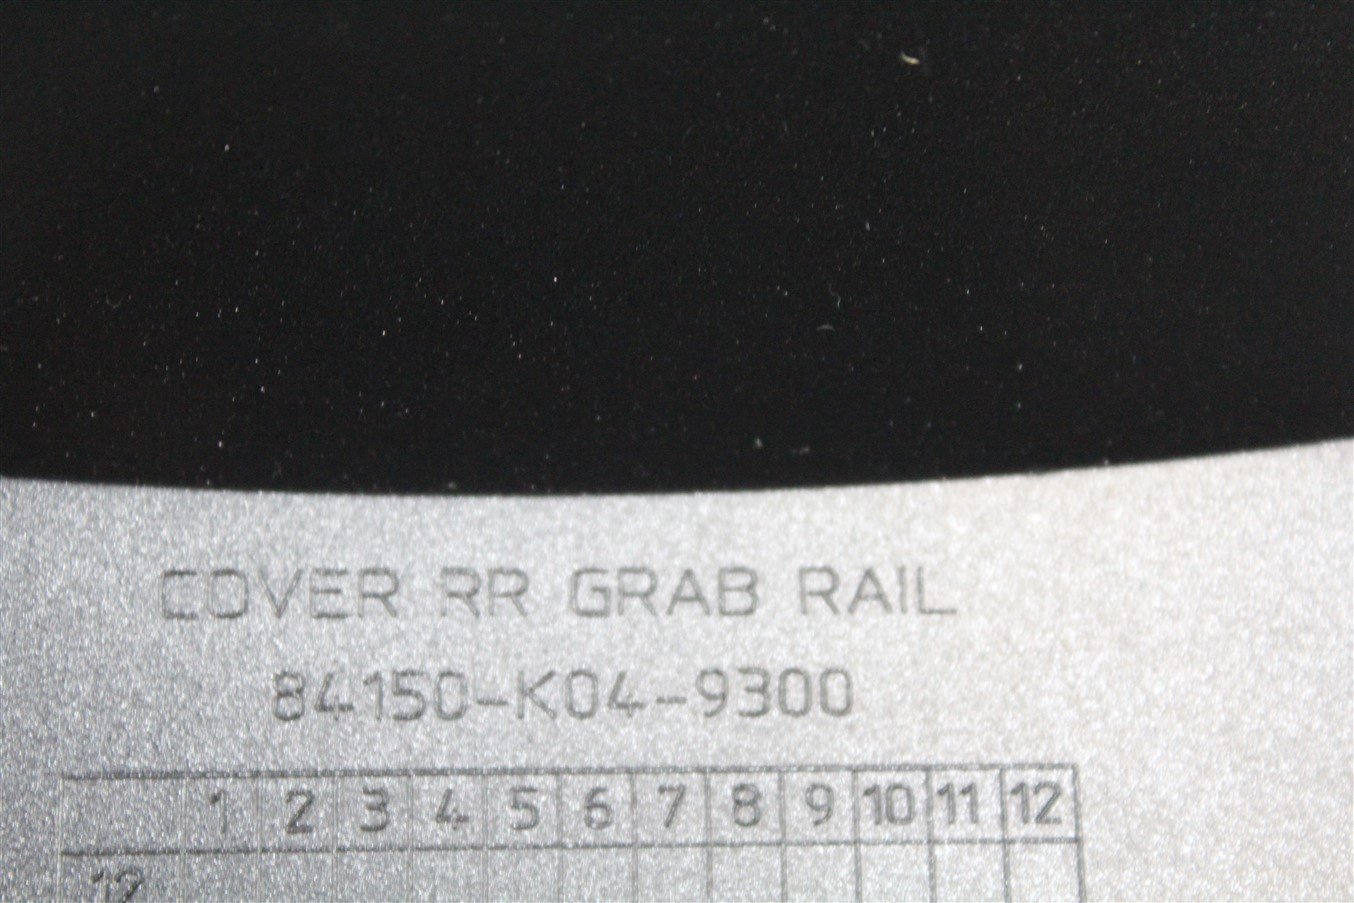 COVER RR GRAB RAIL
84150-K04-9300
1 2 3 4 5 6 7 8 9 10 11 12
12